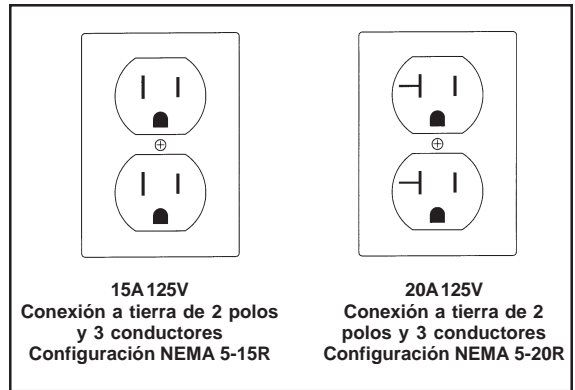 15A 125V
Conexión a tierra de 2 polos
y 3 conductores
Configuración NEMA 5-15R
20A 125V
Conexión a tierra de 2
polos y 3 conductores
Configuración NEMA 5-20R